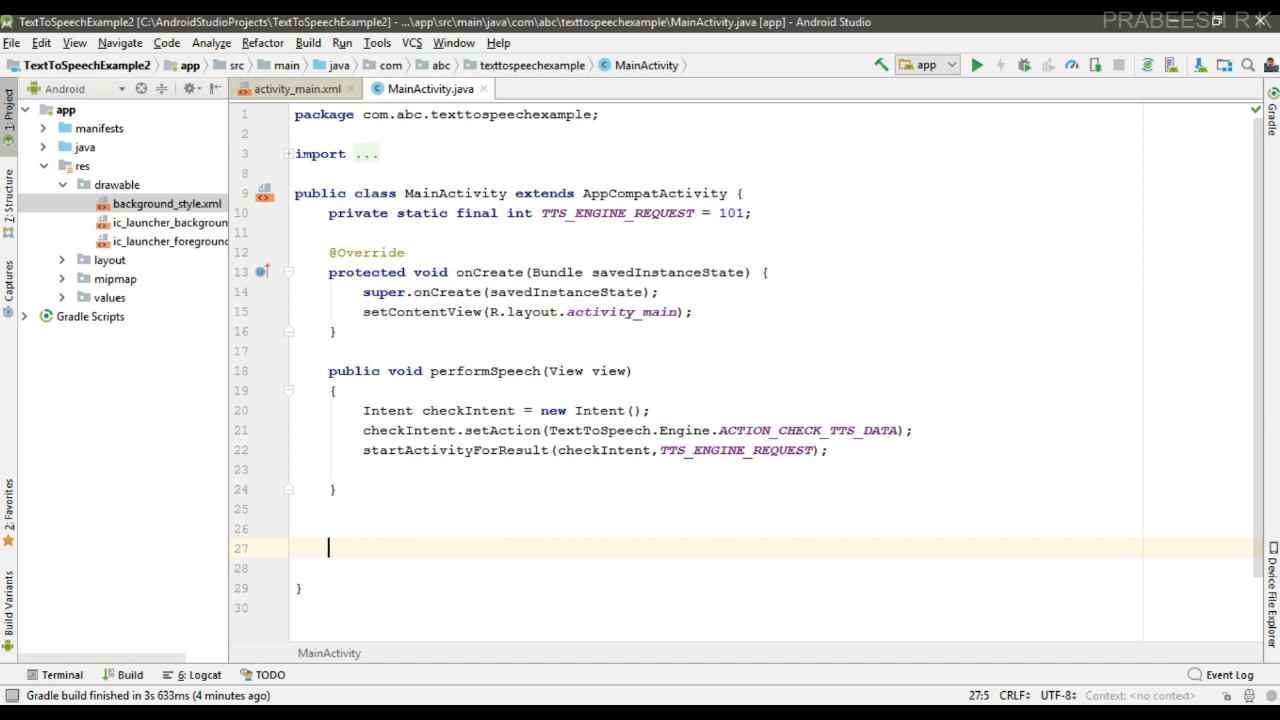 TextToSpeechExample2 [C:\AndroidStudioProjects\TextToSpeechExample2] - ...\app\src\main\java\com\abc\texttospeechexample\MainActivity.java [app] - Android Studio
PRABEESH R K
File Edit View Navigate Code Analyze Refactor Build Run Tools VCS Window Help
TextToSpeechExample2 app src main java com abc texttospeechexample MainActivity app
Android activity_main.xml MainActivity.java
1: Project
Z: Structure
Captures
2: Favorites
Build Variants
app
manifests
java
res
drawable
background_style.xml
ic_launcher_background
ic_launcher_foreground
layout
mipmap
values
Gradle Scripts
1 package com.abc.texttospeechexample;
2
3 import ...
8
9 public class MainActivity extends AppCompatActivity {
10 private static final int TTS_ENGINE_REQUEST = 101;
11
12 @Override
13 protected void onCreate(Bundle savedInstanceState) {
14 super.onCreate(savedInstanceState);
15 setContentView(R.layout.activity_main);
16 }
17
18 public void performSpeech(View view)
19 {
20 Intent checkIntent = new Intent();
21 checkIntent.setAction(TextToSpeech.Engine.ACTION_CHECK_TTS_DATA);
22 startActivityForResult(checkIntent,TTS_ENGINE_REQUEST);
23
24 }
25
26
27
28
29 }
30
MainActivity
Gradle
Device File Explorer
Terminal Build 6: Logcat TODO Event Log
Gradle build finished in 3s 633ms (4 minutes ago) 27:5 CRLF UTF-8 Context: <no context>